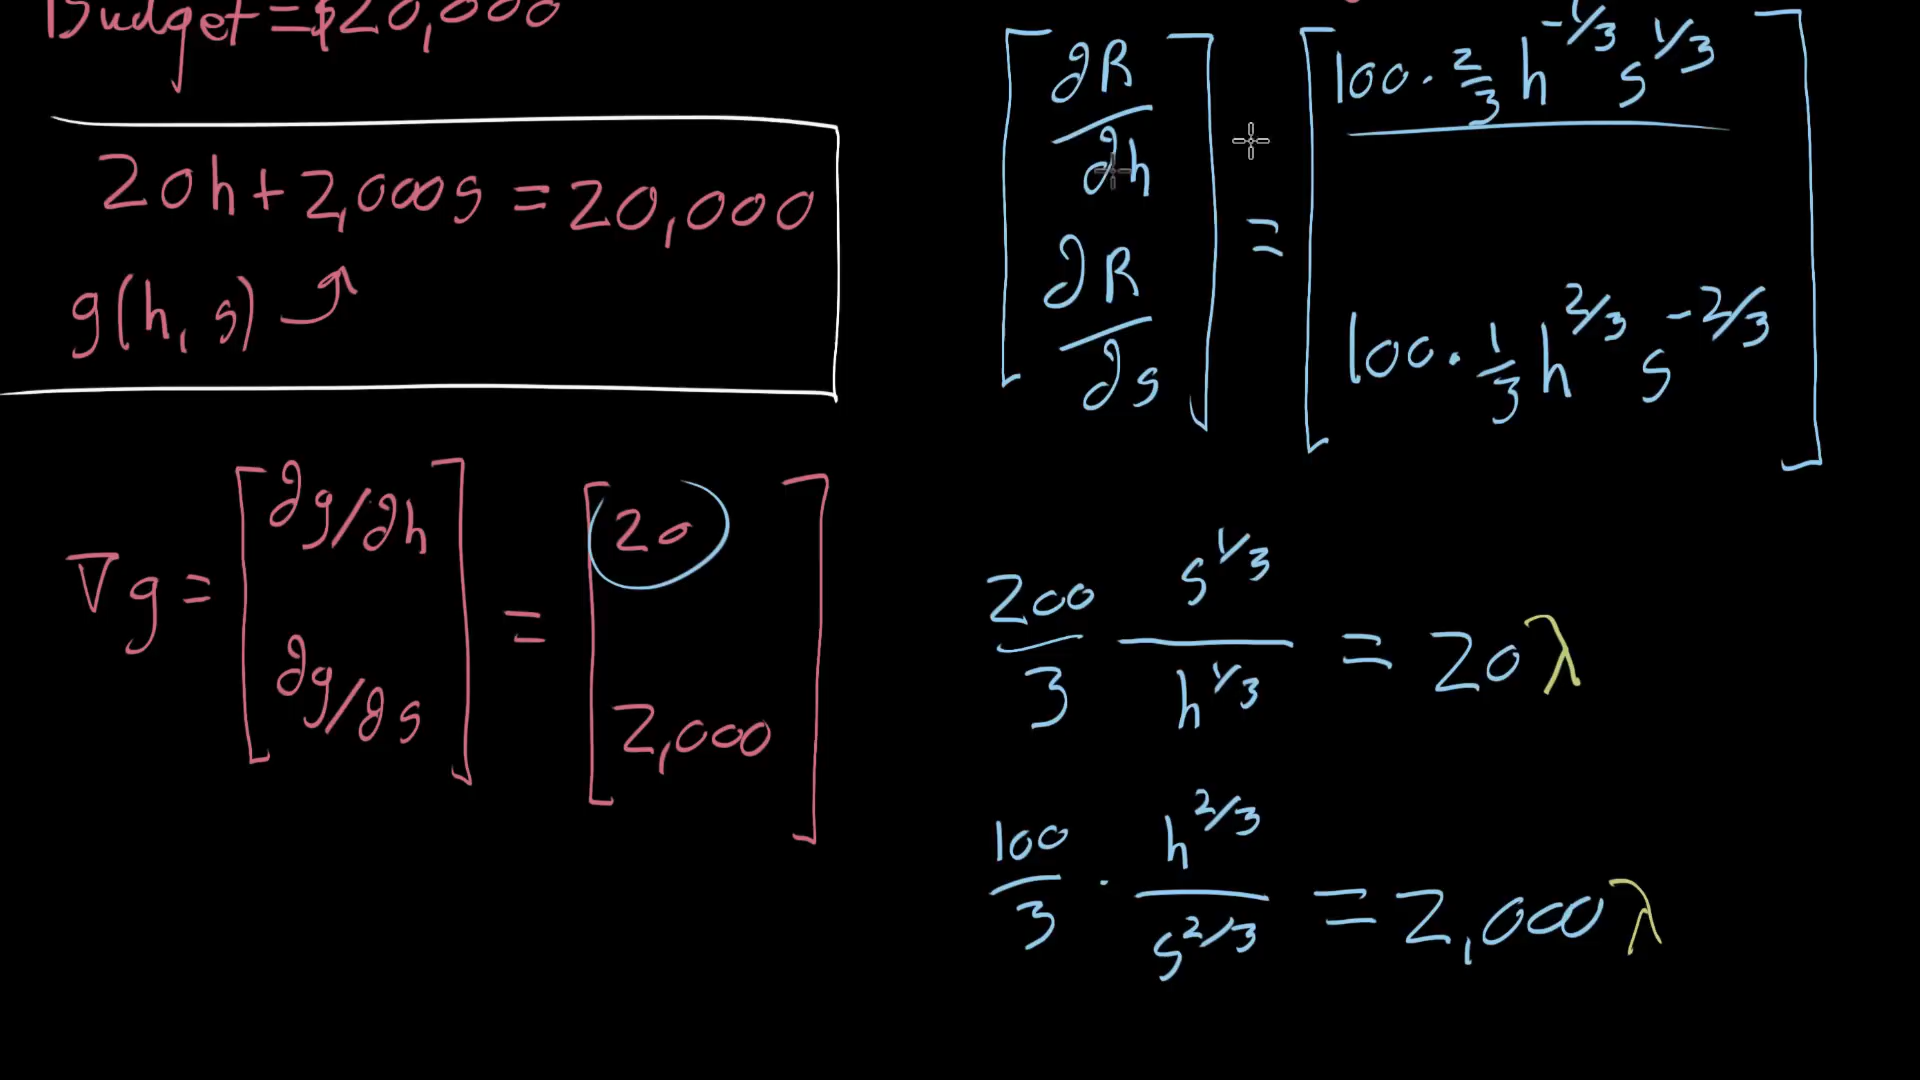 Budget = $20,000
20h + 2,000s = 20,000
g(h, s)
∇g = [∂g/∂h ∂g/∂s] = [20 2,000]
[∂R/∂h ∂R/∂s] = [100 · 2/3 h^-1/3 s^1/3 100 · 1/3 h^2/3 s^-2/3]
200/3 s^1/3 / h^1/3 = 20λ
100/3 · h^2/3 / s^2/3 = 2,000λ